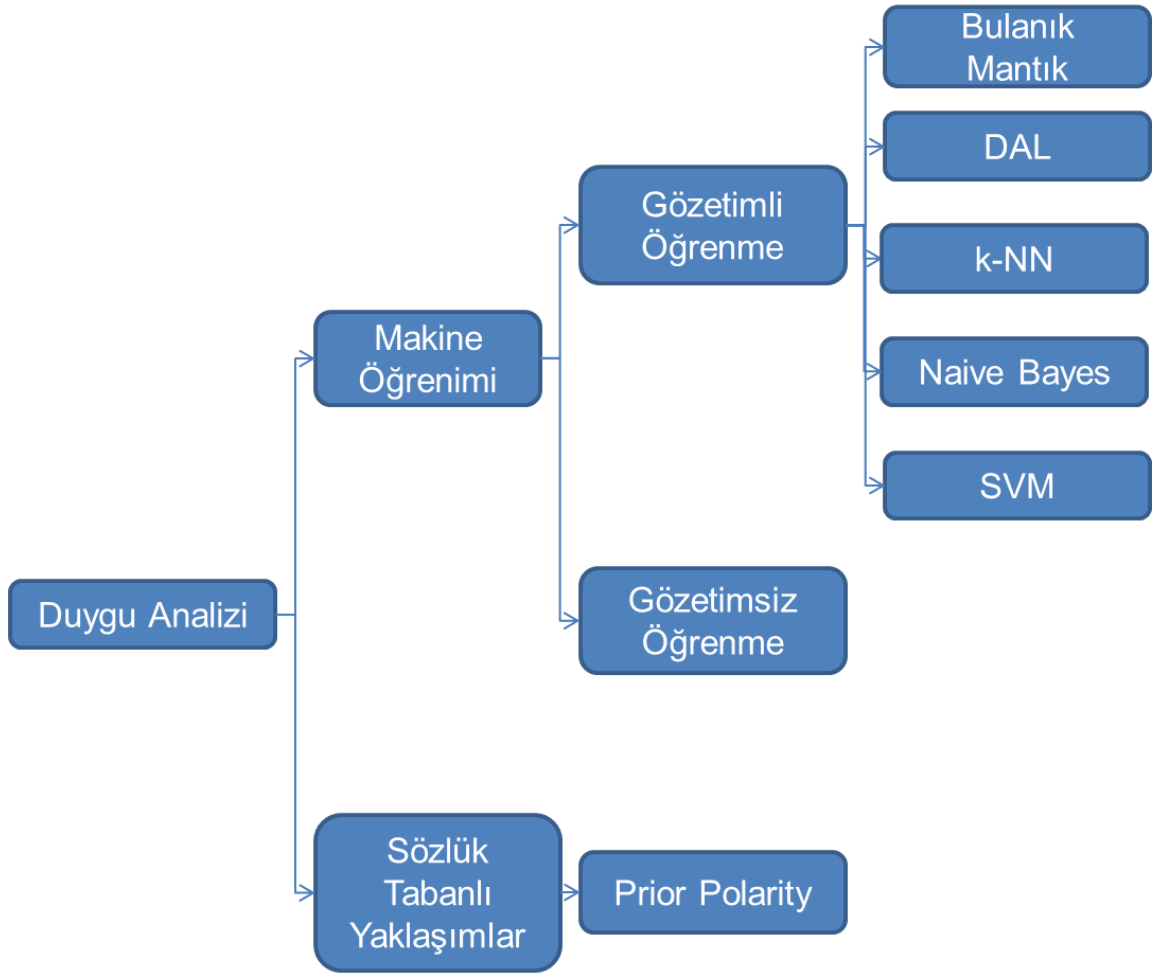 Duygu Analizi
Makine
Öğrenimi
Gözetimli
Öğrenme
Bulanık
Mantık
DAL
k-NN
Naive Bayes
SVM
Gözetimsiz
Öğrenme
Sözlük
Tabanlı
Yaklaşımlar
Prior Polarity